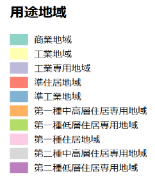 用途地域
商業地域
工業地域
工業専用地域
準住居地域
準工業地域
第一種中高層住居専用地域
第一種低層住居専用地域
第一種住居地域
第二種中高層住居専用地域
第二種低層住居専用地域